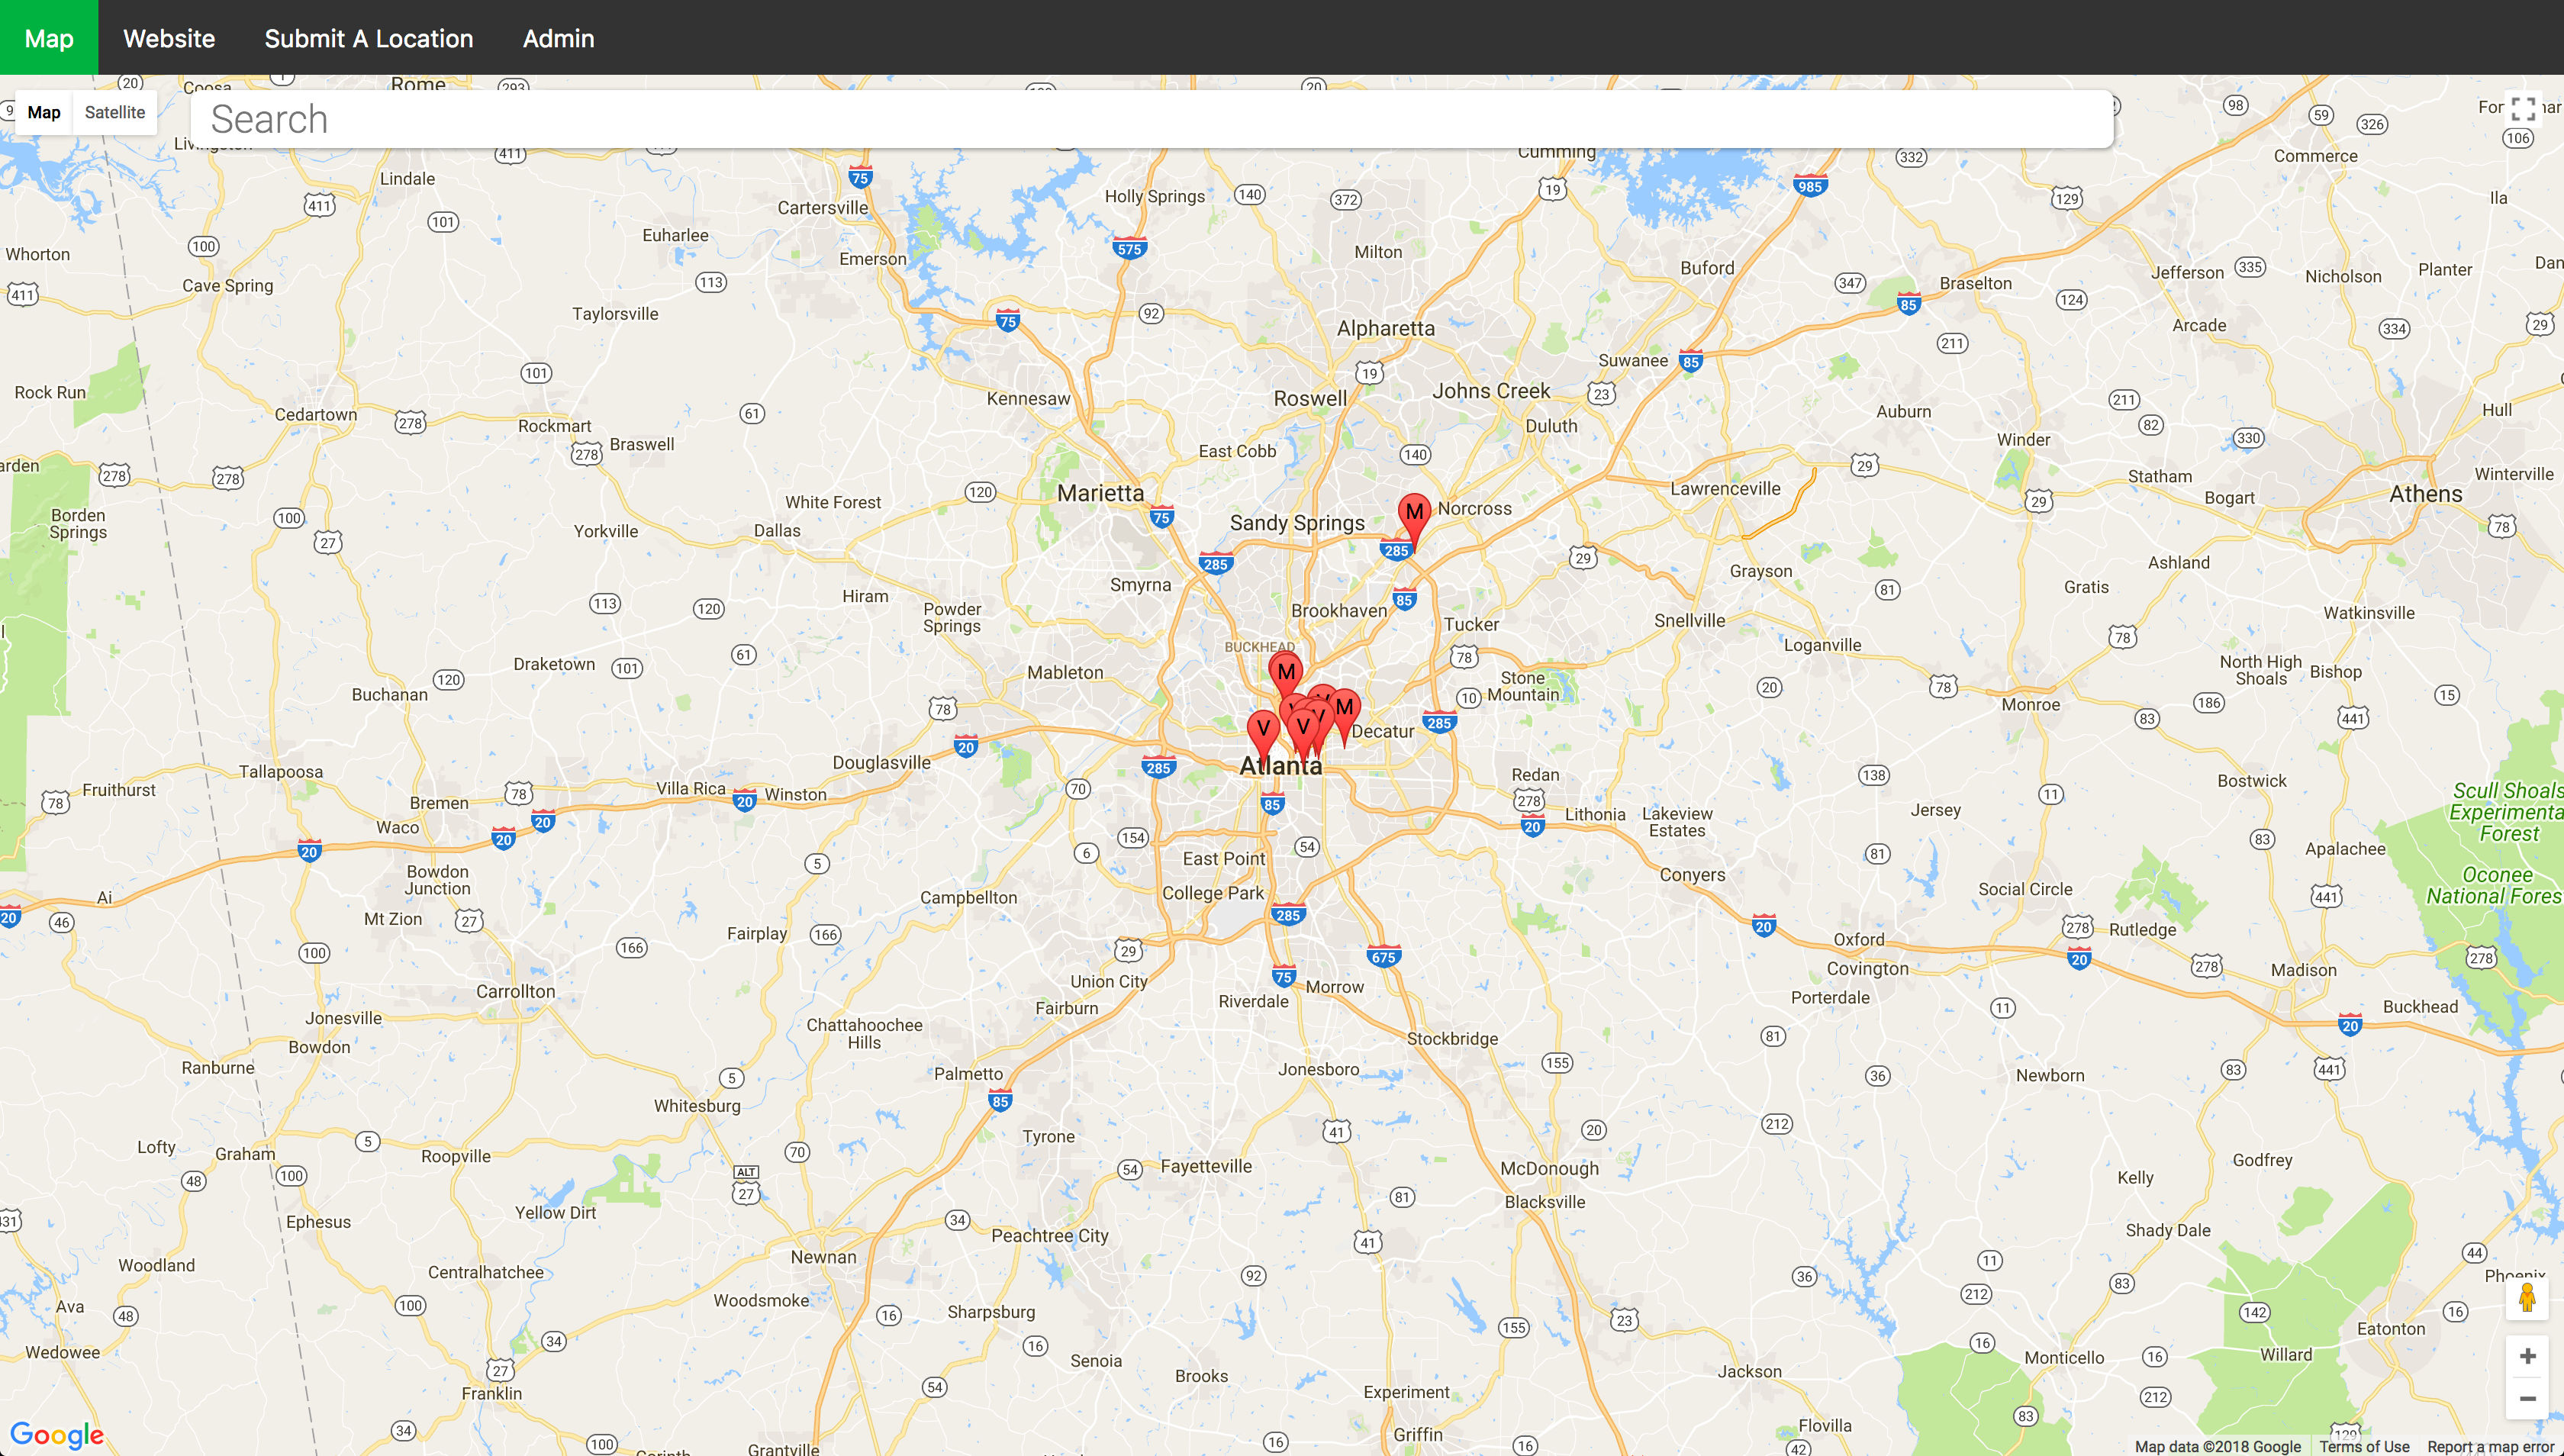 Map Website Submit A Location Admin
Map Satellite
Search
Rome
Coosa
Livingston
Lindale
Cartersville
Holly Springs
Cumming
Commerce
Ila
Whorton
Cave Spring
Euharlee
Emerson
Milton
Buford
Braselton
Jefferson
Nicholson
Planter
Taylorsville
Alpharetta
Suwanee
Arcade
Rock Run
Cedartown
Rockmart
Braswell
Kennesaw
Roswell
Johns Creek
Duluth
Auburn
Winder
Hull
East Cobb
Statham
Winterville
Borden
Springs
Yorkville
White Forest
Dallas
Marietta
Sandy Springs
Norcross
Lawrenceville
Bogart
Athens
Smyrna
Grayson
Ashland
Gratis
Hiram
Powder
Springs
Brookhaven
Tucker
Snellville
Loganville
Watkinsville
Draketown
Buchanan
Mableton
BUCKHEAD
Stone
Mountain
North High
Shoals
Bishop
Monroe
M
M
M
V
V
V
Decatur
Atlanta
Fruithurst
Tallapoosa
Bremen
Waco
Villa Rica
Winston
Douglasville
Redan
Lithonia
Lakeview
Estates
Jersey
Bostwick
Scull Shoals
Experimenta
Forest
Ai
Bowdon
Junction
Mt Zion
Campbellton
East Point
College Park
Conyers
Social Circle
Apalachee
Oconee
National Fores
Fairplay
Carrollton
Union City
Fairburn
Riverdale
Morrow
Oxford
Covington
Porterdale
Rutledge
Madison
Buckhead
Jonesville
Bowdon
Ranburne
Chattahoochee
Hills
Palmetto
Whitesburg
Stockbridge
Jonesboro
Newborn
Lofty
Graham
Roopville
Tyrone
Fayetteville
McDonough
Blacksville
Godfrey
Kelly
Ephesus
Yellow Dirt
Newnan
Peachtree City
Shady Dale
Woodland
Centralhatchee
Woodsmoke
Sharpsburg
Phoenix
Ava
Wedowee
Franklin
Senoia
Brooks
Experiment
Griffin
Jackson
Monticello
Willard
Eatonton
Flovilla
Grantville
Google
Map data ©2018 Google Terms of Use Report a map error